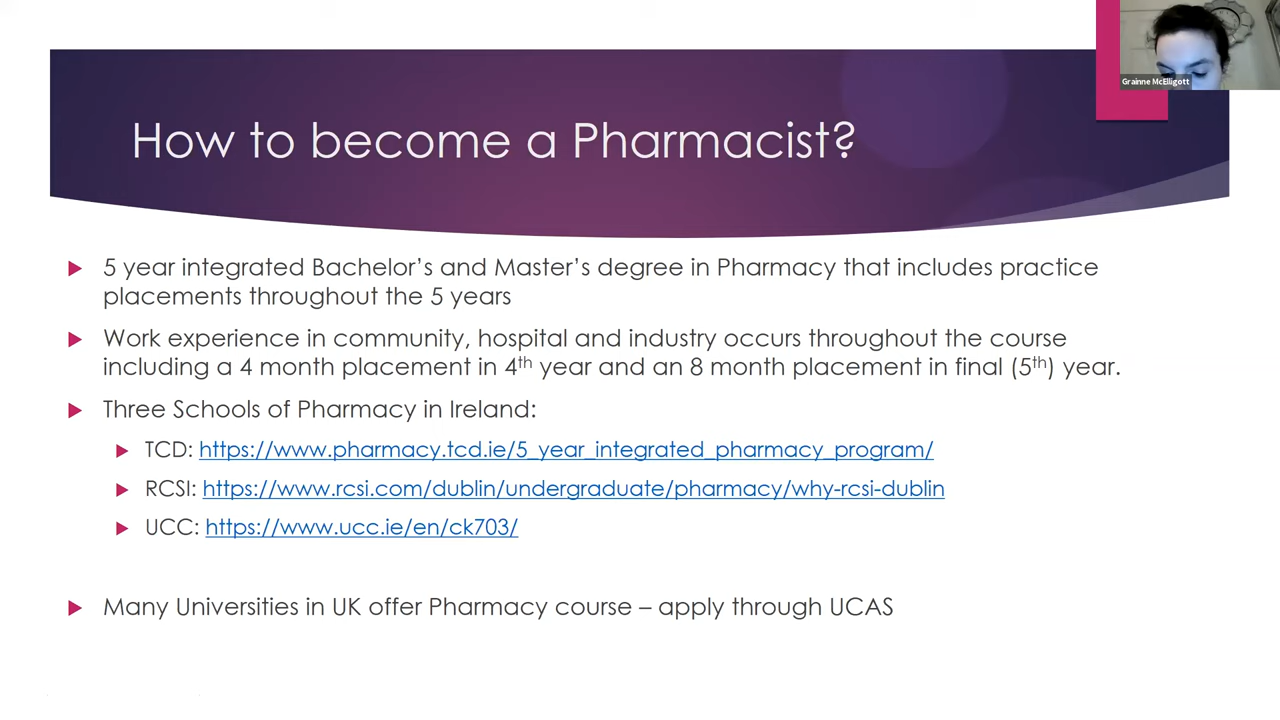 Grainne McElligott
How to become a Pharmacist?
5 year integrated Bachelor's and Master's degree in Pharmacy that includes practice
placements throughout the 5 years
Work experience in community, hospital and industry occurs throughout the course
including a 4 month placement in 4th year and an 8 month placement in final (5th) year.
Three Schools of Pharmacy in Ireland:
TCD: https://www.pharmacy.tcd.ie/5_year_integrated_pharmacy_program/
RCSI: https://www.rcsi.com/dublin/undergraduate/pharmacy/why-rcsi-dublin
UCC: https://www.ucc.ie/en/ck703/
Many Universities in UK offer Pharmacy course – apply through UCAS